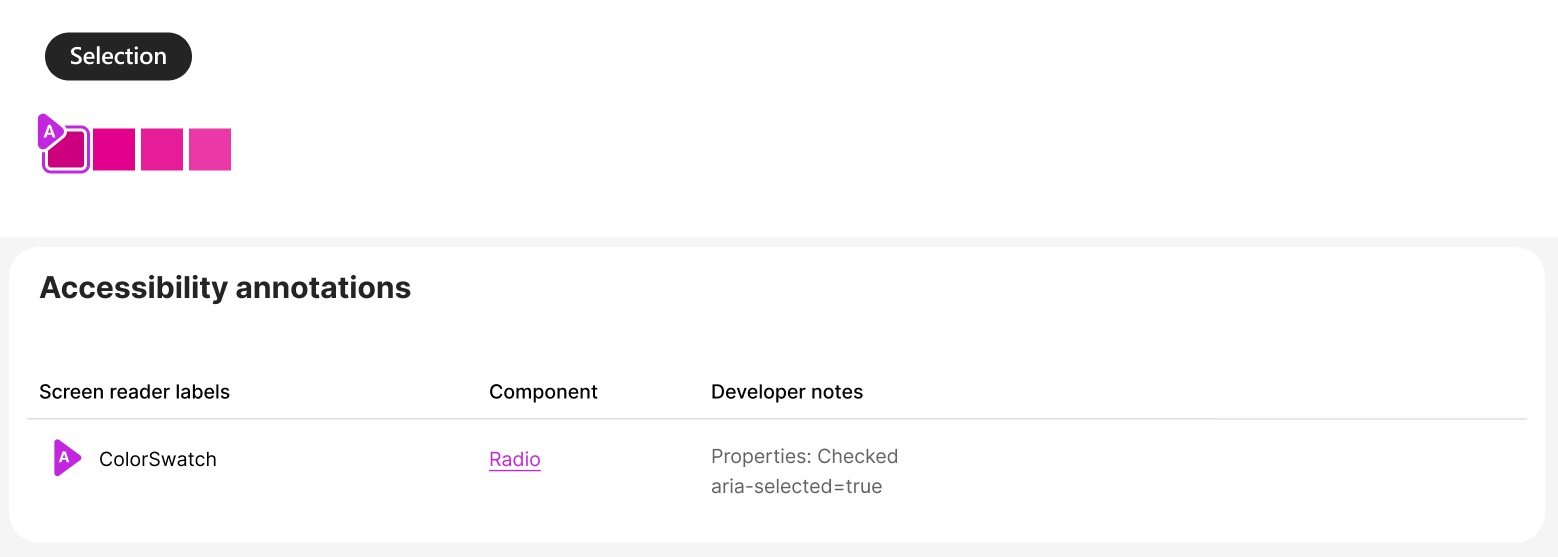 Selection
A
Accessibility annotations
Screen reader labels Component Developer notes
A ColorSwatch Radio Properties: Checked
aria-selected=true